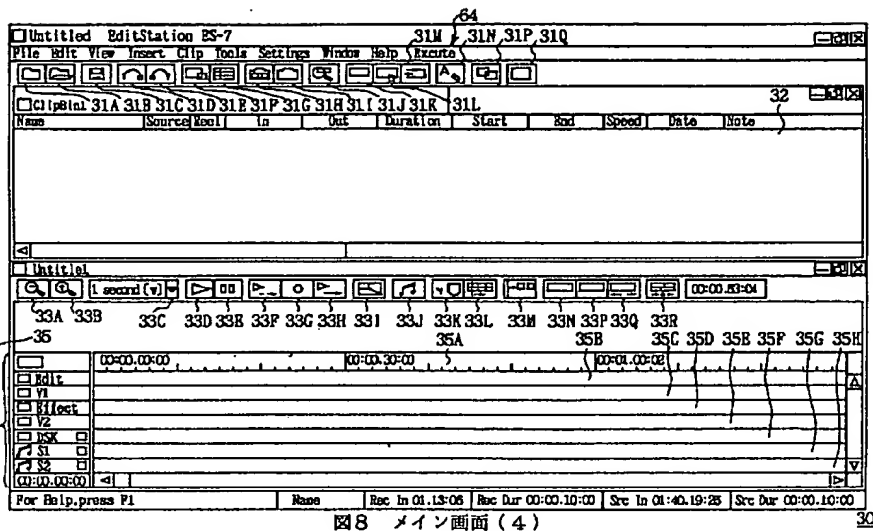 64
Untitled EditStation ES-7 31M 31N 31P 31Q
File Edit View Insert Clip Tools Settings Window Help Execute
ClipBin1 31A 31B 31C 31D 31E 31F 31G 31H 31I 31J 31K 31L 32
Name Source Reel In Out Duration Start End Speed Date Note
Untitle1
1 second (v) 00:00.53:04
33A 33B 33C 33D 33E 33F 33G 33H 33I 33J 33K 33L 33M 33N 33P 33Q 33R
35 35A 35B 35C 35D 35E 35F 35G 35H
00:00.00:00 00:00.30:00 00:01.00:02
Edit
V1
Effect
V2
DSK
S1
S2
00:00.00:00
For Help,press F1 Name Rec In 01.13:06 Rec Dur 00:00.10:00 Src In 01:40.19:25 Src Dur 00:00.10:00
図8 メイン画面(4) 30